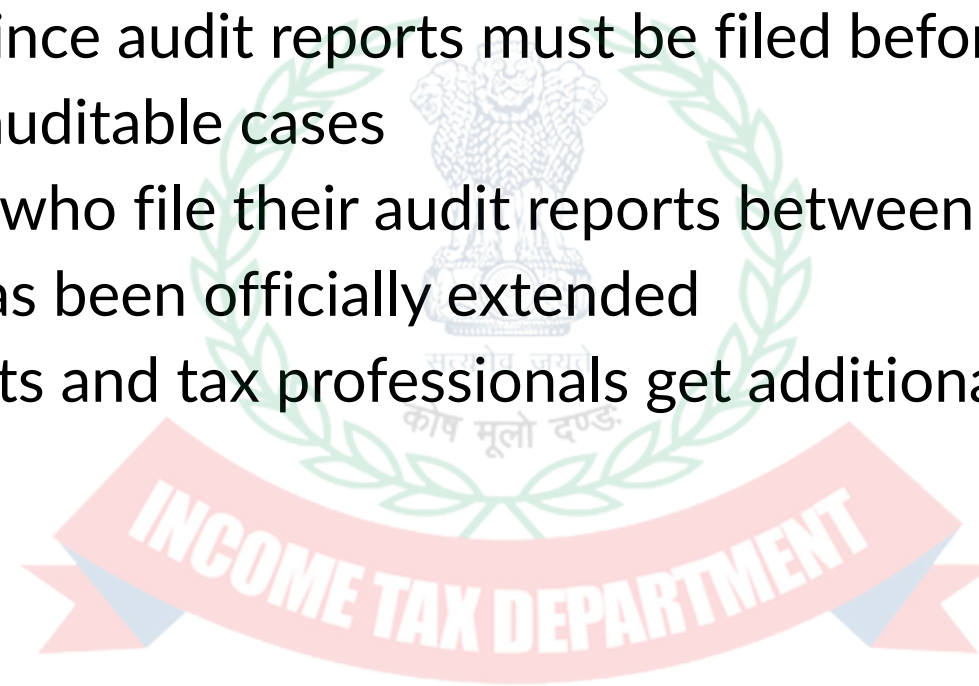 ince audit reports must be filed befor
uditable cases
who file their audit reports between
as been officially extended
ts and tax professionals get additiona
सत्यमेव जयते
कोष मूलो दण्डः
INCOME TAX DEPARTMENT